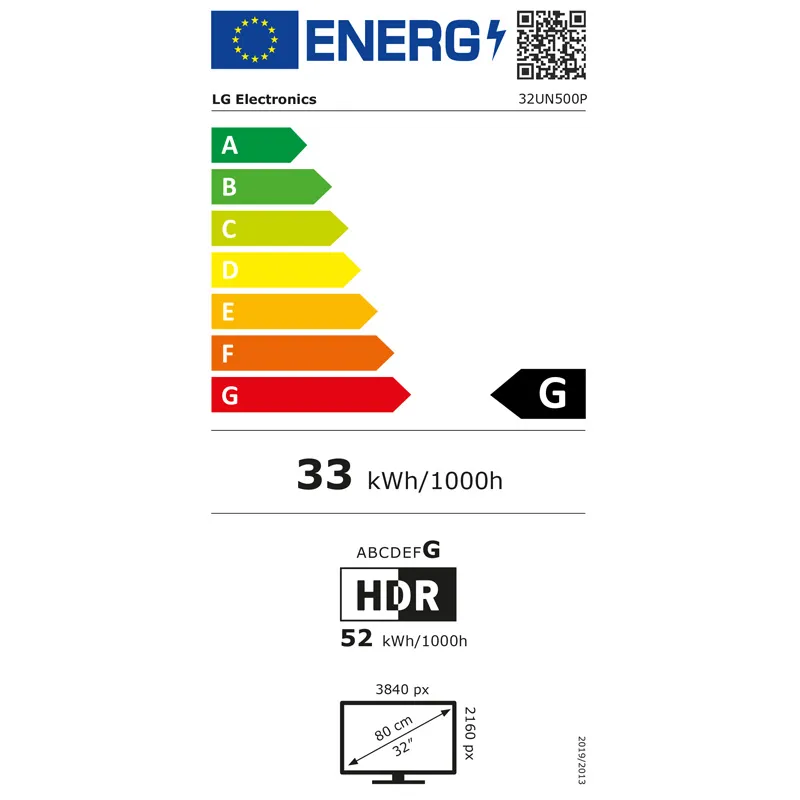 ENERG
LG Electronics 32UN500P
A
B
C
D
E
F
G
G
33 kWh/1000h
ABCDEFG
HDR
52 kWh/1000h
3840 px
2160 px
80 cm
32"
2019/2013